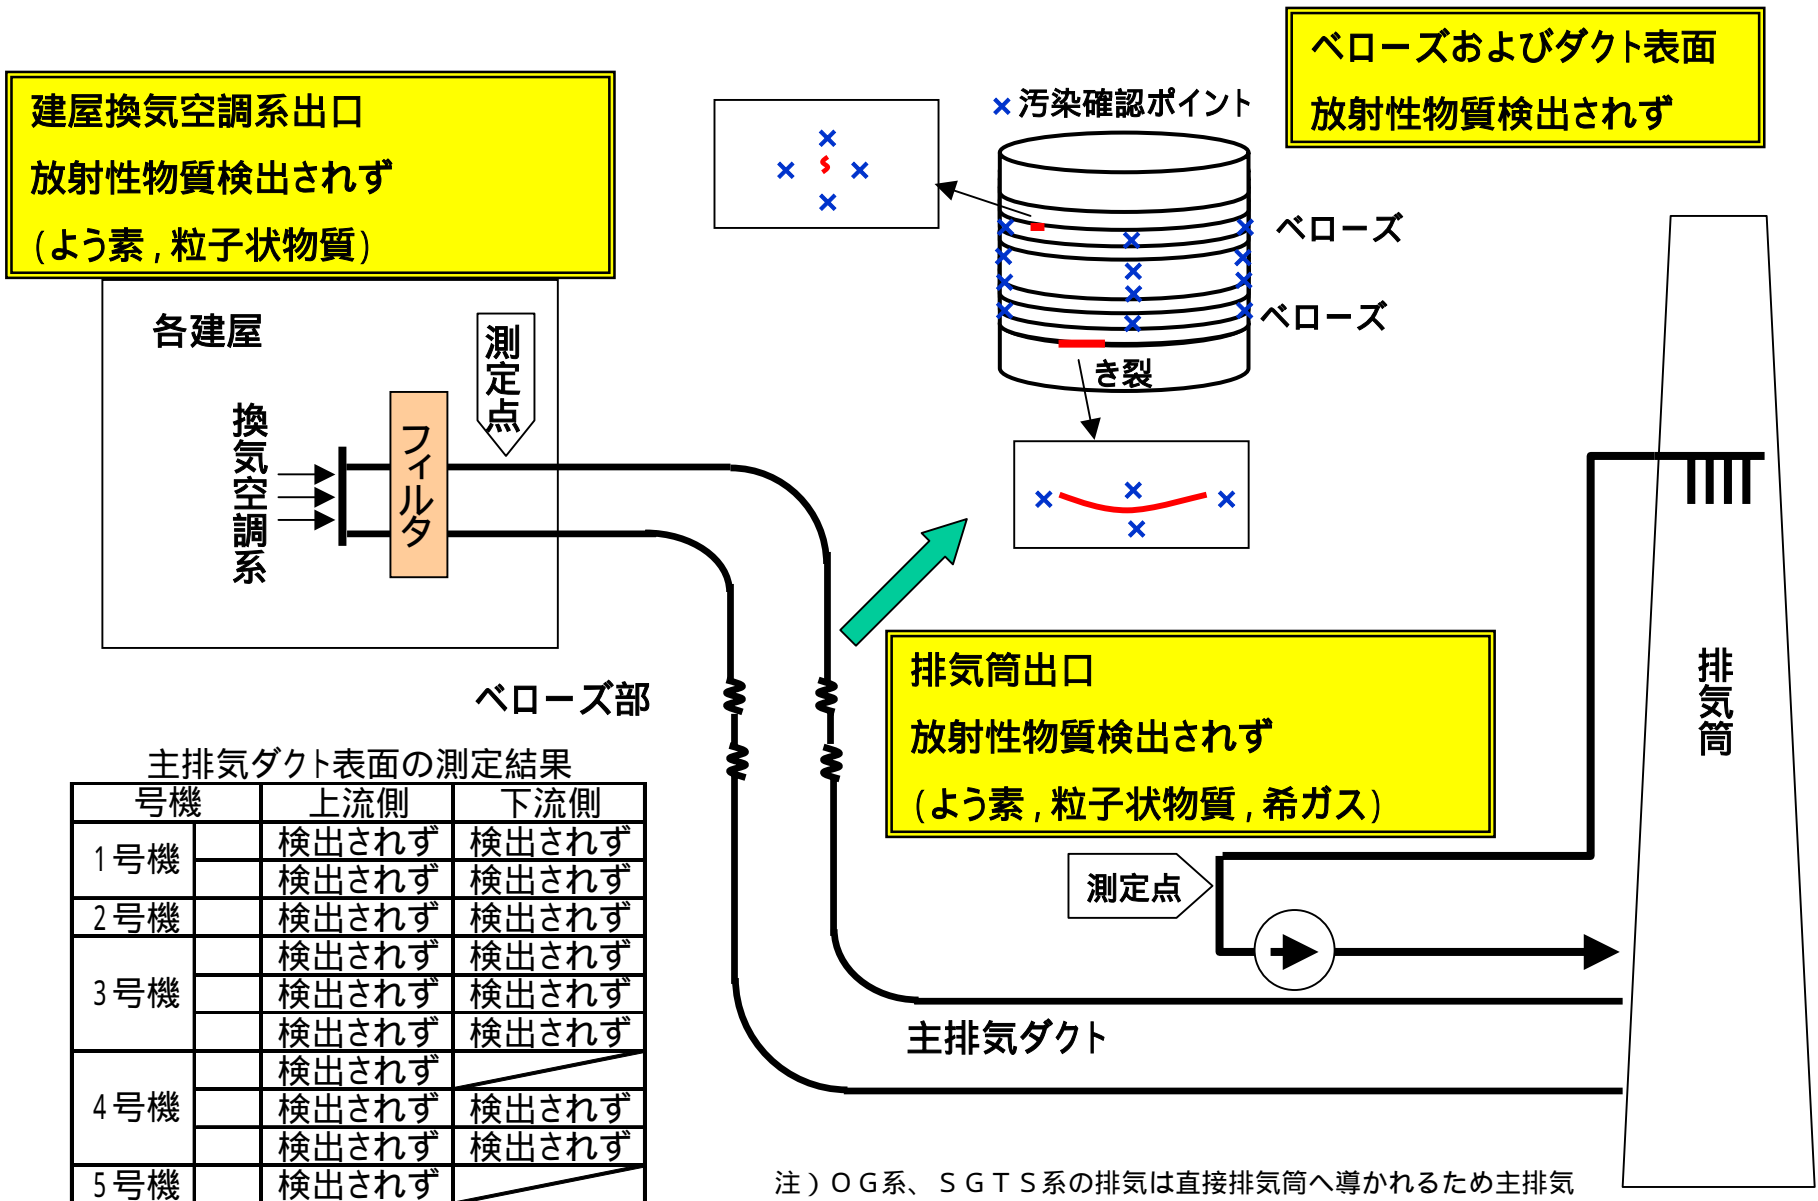 建屋換気空調系出口
放射性物質検出されず
(よう素,粒子状物質)
ベローズおよびダクト表面
放射性物質検出されず
×汚染確認ポイント
ベローズ
ベローズ
き裂
各建屋
測定点
換気空調系
フィルタ
ベローズ部
排気筒出口
放射性物質検出されず
(よう素,粒子状物質,希ガス)
測定点
排気筒
主排気ダクト
主排気ダクト表面の測定結果
号機 上流側 下流側
1号機 検出されず 検出されず
検出されず 検出されず
2号機 検出されず 検出されず
3号機 検出されず 検出されず
検出されず 検出されず
検出されず 検出されず
4号機 検出されず
検出されず 検出されず
検出されず 検出されず
5号機 検出されず
注)OG系、SGTS系の排気は直接排気筒へ導かれるため主排気